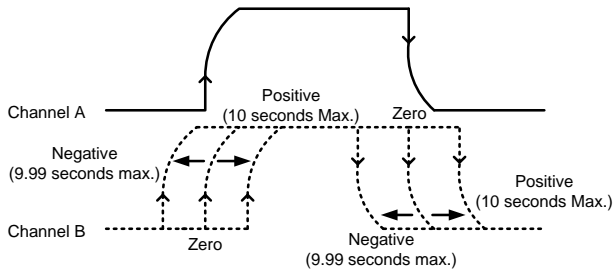 Channel A
Positive
(10 seconds Max.)
Zero
Negative
(9.99 seconds max.)
Positive
(10 seconds Max.)
Channel B
Zero
Negative
(9.99 seconds max.)